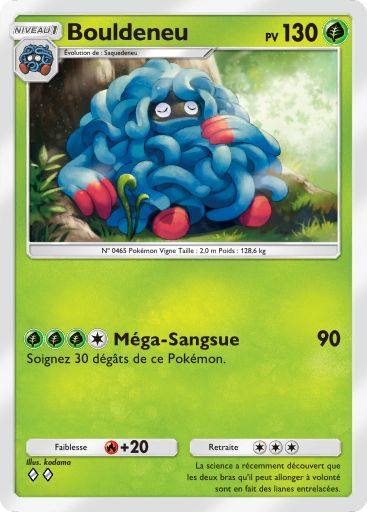 NIVEAU 1
Bouldeneu
PV 130
Évolution de : Saquedeneu
N° 0465 Pokémon Vigne Taille : 2,0 m Poids : 128,6 kg
Méga-Sangsue 90
Soignez 30 dégâts de ce Pokémon.
Faiblesse +20 Retraite
Illus. kodama
La science a récemment découvert que
les deux bras qu'il peut allonger à volonté
sont en fait des lianes entrelacées.